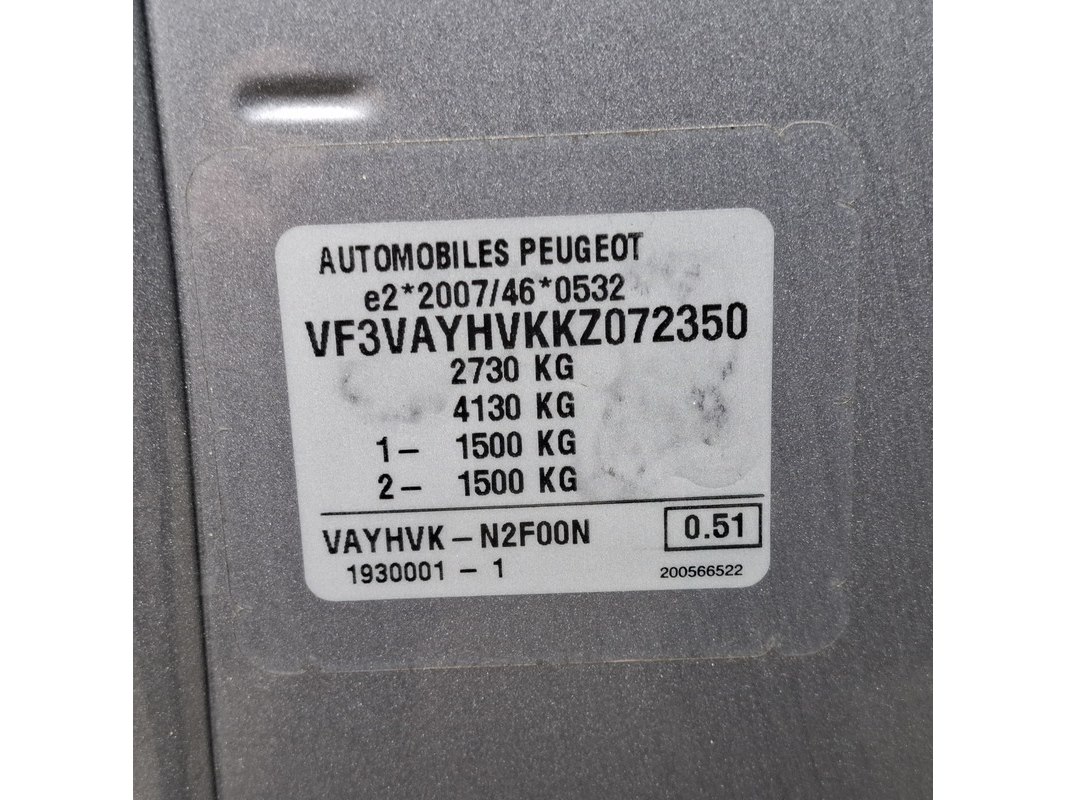 AUTOMOBILES PEUGEOT
e2*2007/46*0532
VF3VAYHVKKZ072350
2730 KG
4130 KG
1- 1500 KG
2- 1500 KG
VAYHVK-N2F00N 0.51
1930001-1 200566522